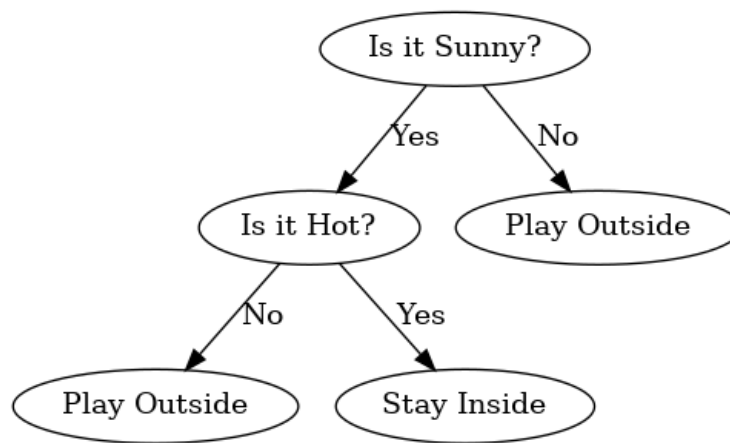 Is it Sunny?
Yes
No
Is it Hot?
Play Outside
No
Yes
Play Outside
Stay Inside